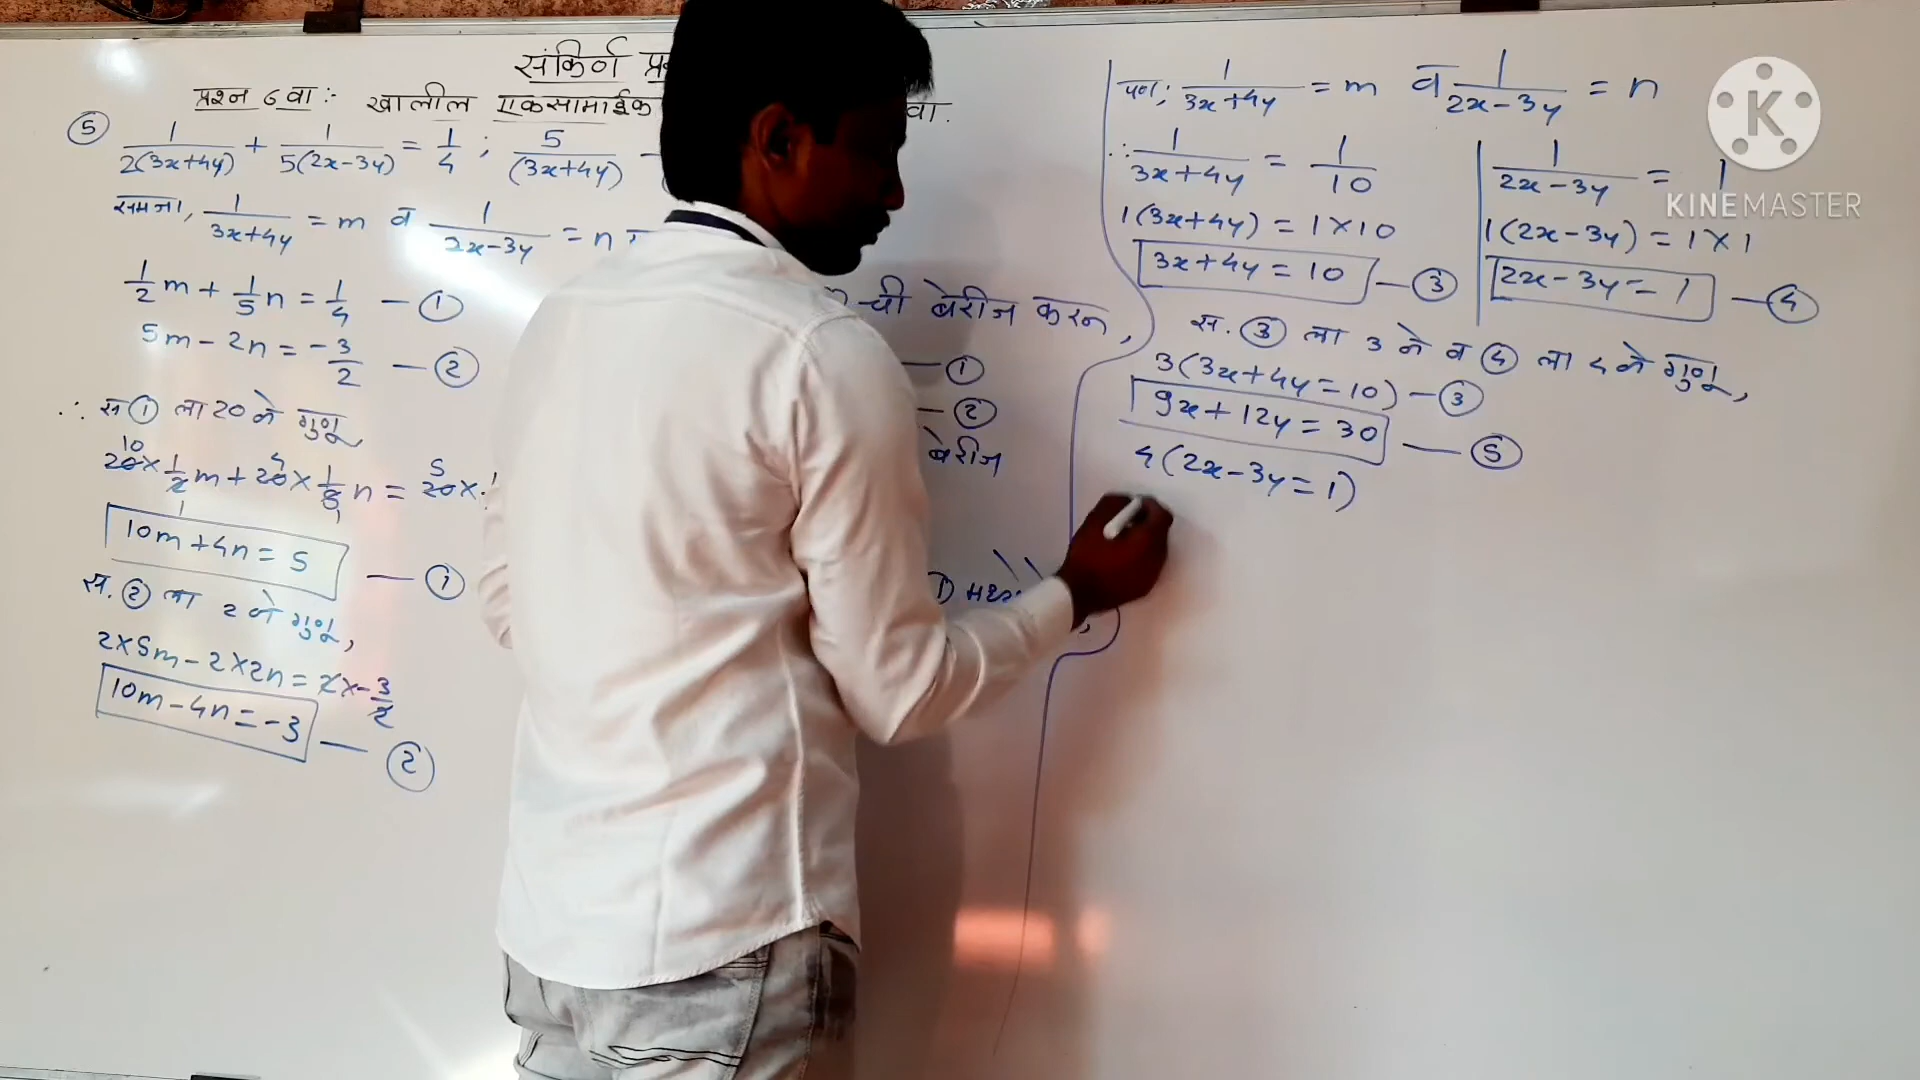 संकिर्ण
प्रश्न ६ वा :- खालील एकसामाईक वा.
⑤ 1/2(3x+4y) + 1/5(2x-3y) = 1/4 ; 5/(3x+4y) -
समजा, 1/3x+4y = m व 1/2x-3y = n
1/2 m + 1/5 n = 1/4 — ①
5m - 2n = -3/2 — ②
∴ स ① ला 20 ने गुणू
20 × 1/2 m + 20 × 1/5 n = 20 ×
10 4 5
1 1
10m + 4n = 5 — ①
स. ② ला 2 ने गुणू,
2×5m - 2×2n = 2×-3/2
10m - 4n = -3 — ②
ची बेरीज करून,
— ①
— ②
बेरीज
① मध्ये
पण; 1/3x+4y = m व 1/2x-3y = n
∴ 1/3x+4y = 1/10
1(3x+4y) = 1×10
3x+4y = 10 — ③
1/2x-3y = 1
1(2x-3y) = 1×1
2x-3y = 1 — ④
स. ③ ला 3 ने व ④ ला 4 ने गुणू,
3(3x+4y = 10) — ③
9x + 12y = 30 — ⑤
4(2x-3y = 1)
KINEMASTER